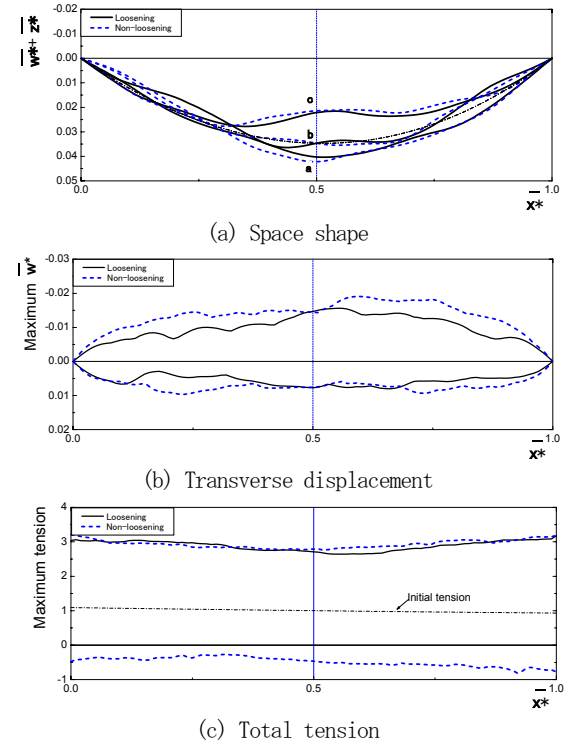 -0.02
-0.01
0.00
0.01
0.02
0.03
0.04
0.05
w*+ z*
Loosening
Non-loosening
c
b
a
0.0
0.5
1.0
x*
(a) Space shape
-0.03
-0.02
-0.01
0.00
0.01
0.02
Maximum w*
Loosening
Non-loosening
0.0
0.5
1.0
x*
(b) Transverse displacement
4
3
2
1
0
-1
Maximum tension
Loosening
Non-loosening
Initial tension
0.0
0.5
1.0
x*
(c) Total tension